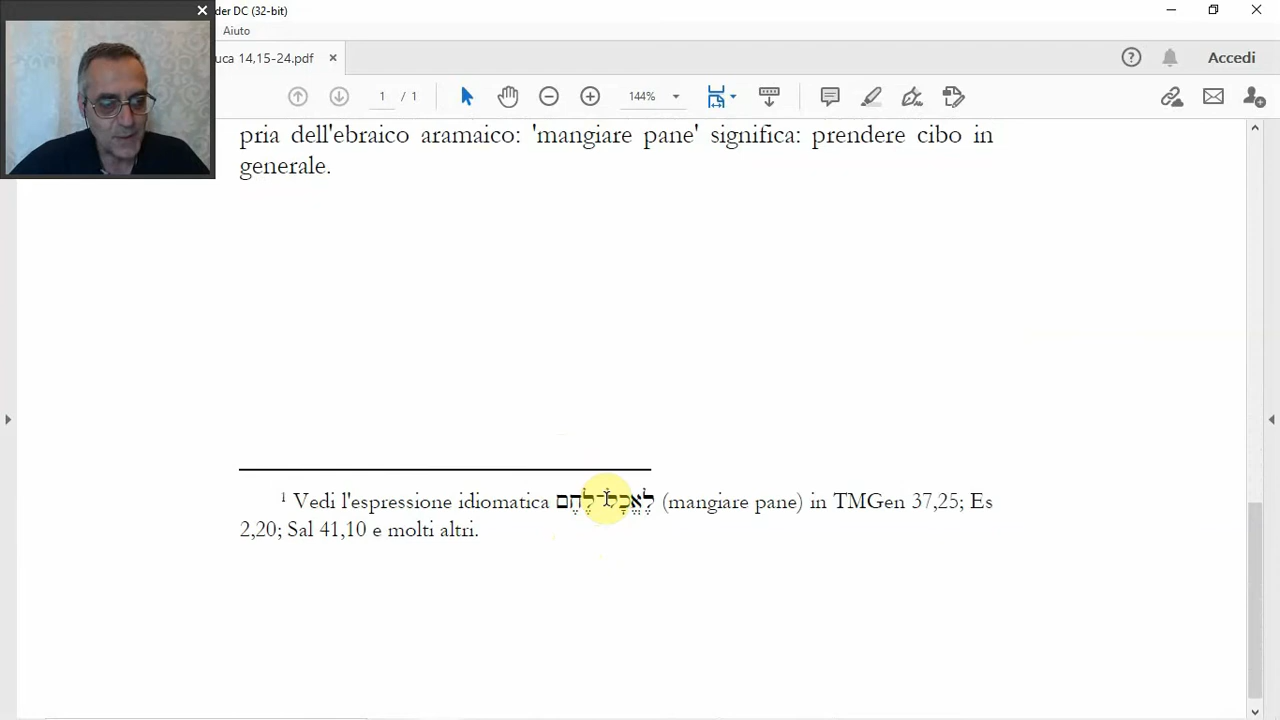 der DC (32-bit)
Aiuto
uca 14,15-24.pdf
Accedi
1 / 1
144%
pria dell'ebraico aramaico: 'mangiare pane' significa: prendere cibo in
generale.
1 Vedi l'espressione idiomatica לֶאֱכָל־לֶחֶם (mangiare pane) in TMGen 37,25; Es
2,20; Sal 41,10 e molti altri.